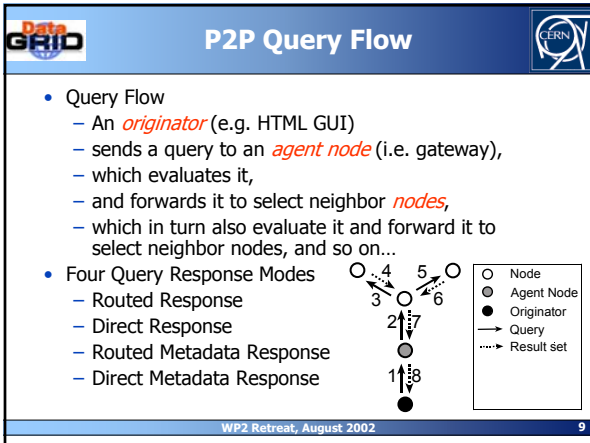 Data
GRID
P2P Query Flow
CERN
• Query Flow
– An originator (e.g. HTML GUI)
– sends a query to an agent node (i.e. gateway),
– which evaluates it,
– and forwards it to select neighbor nodes,
– which in turn also evaluate it and forward it to
select neighbor nodes, and so on…
• Four Query Response Modes
– Routed Response
– Direct Response
– Routed Metadata Response
– Direct Metadata Response
4 5
3 6
2 7
1 8
Node
Agent Node
Originator
Query
Result set
WP2 Retreat, August 2002 9